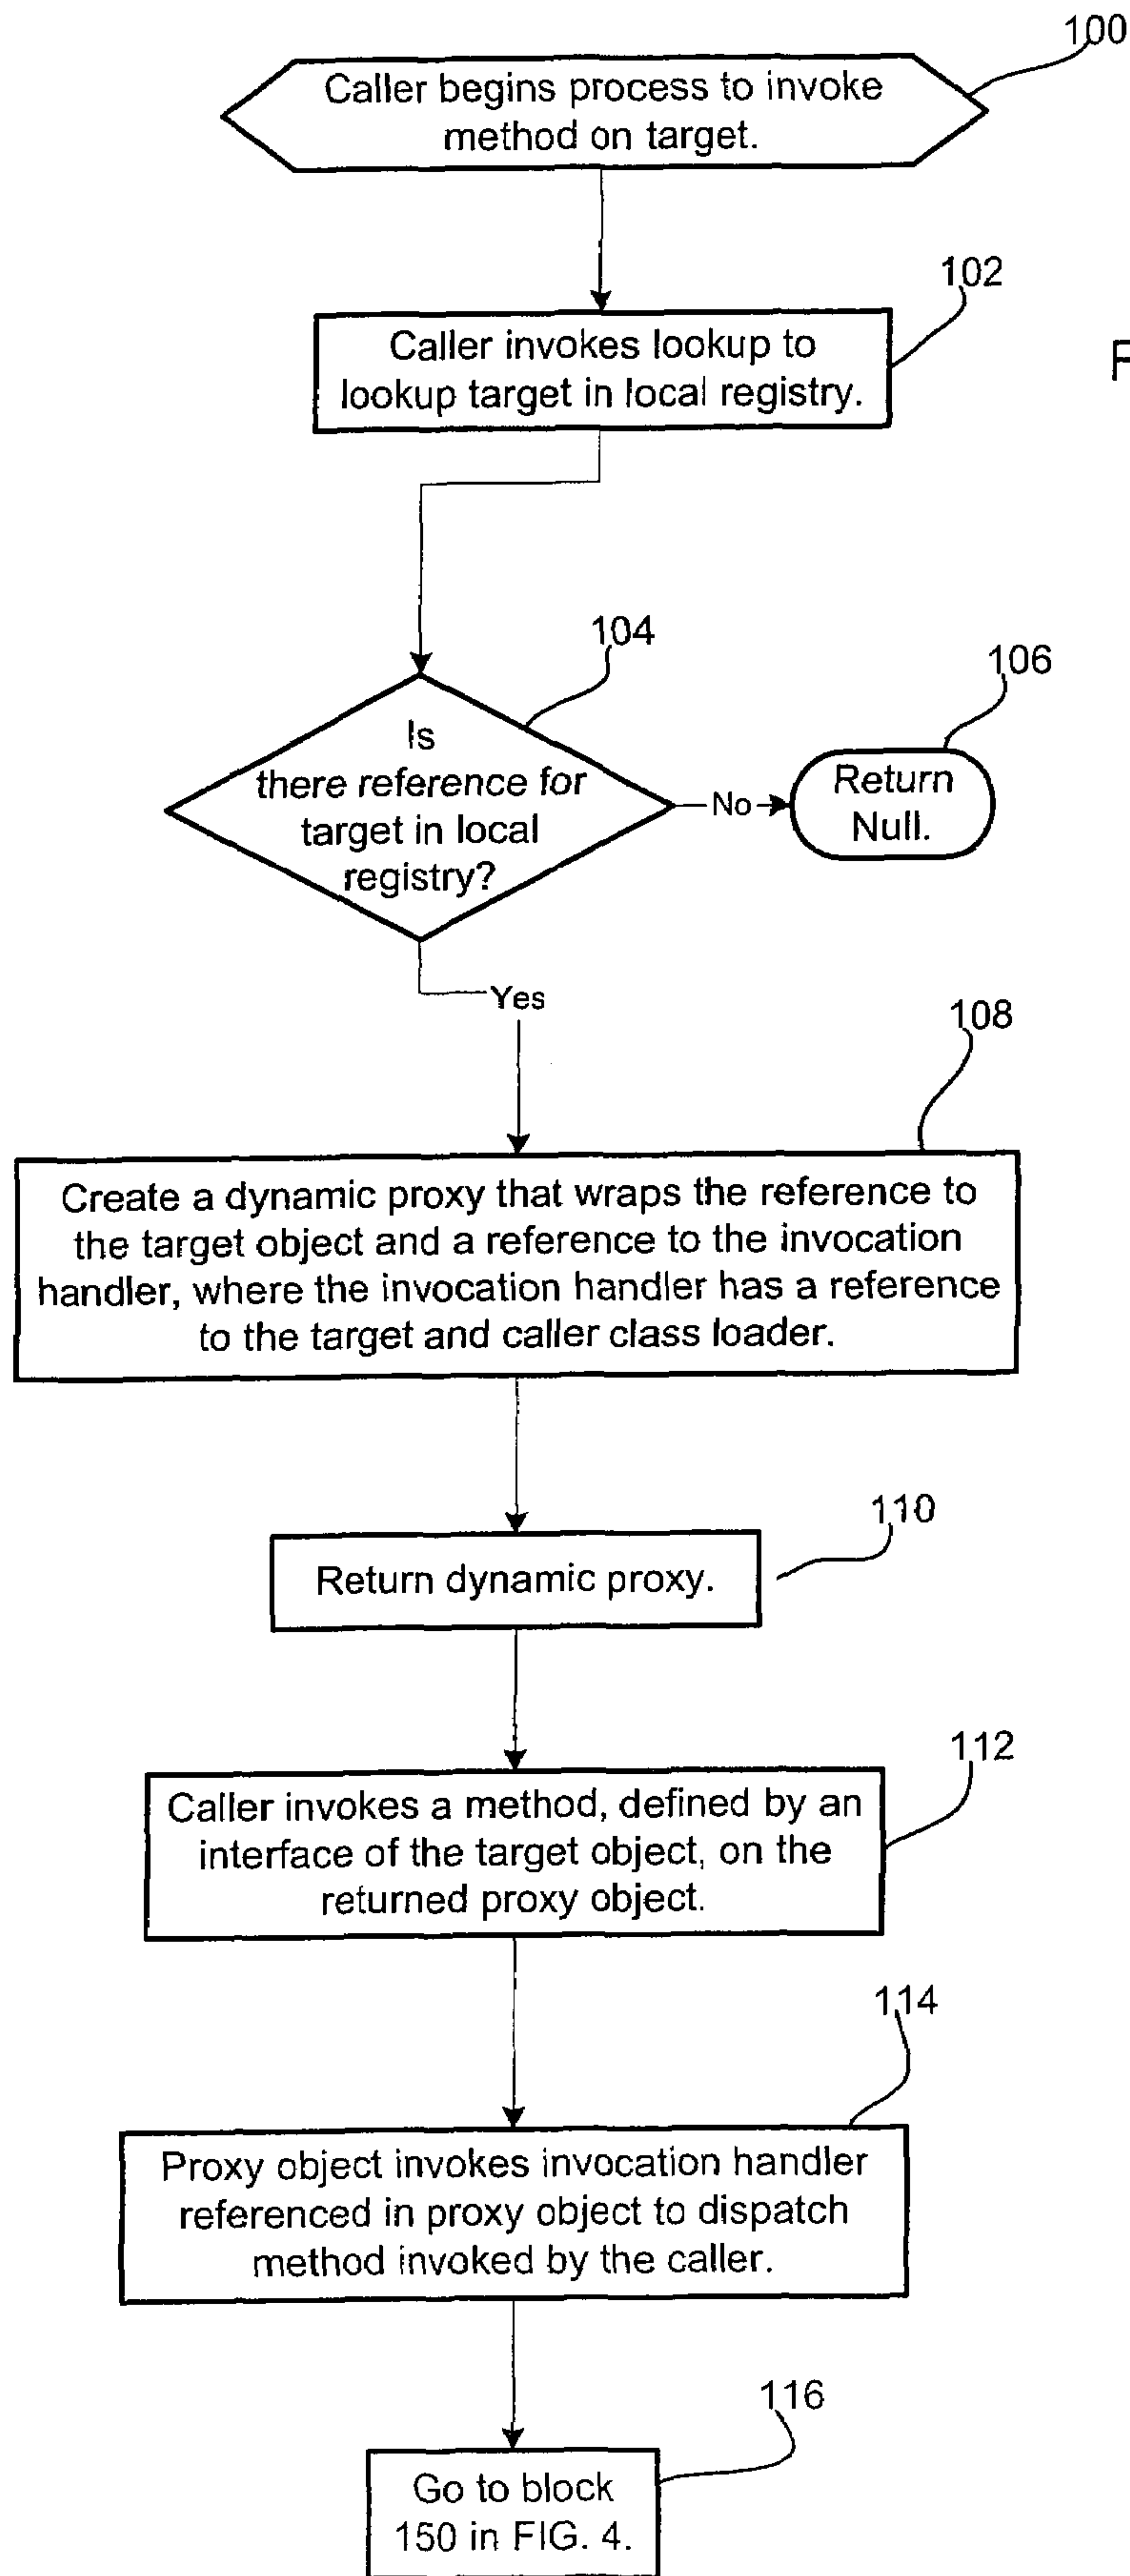 100
Caller begins process to invoke
method on target.
102
Caller invokes lookup to
lookup target in local registry.
F
104
106
Is
there reference for
target in local
registry?
No
Return
Null.
Yes
108
Create a dynamic proxy that wraps the reference to
the target object and a reference to the invocation
handler, where the invocation handler has a reference
to the target and caller class loader.
110
Return dynamic proxy.
112
Caller invokes a method, defined by an
interface of the target object, on the
returned proxy object.
114
Proxy object invokes invocation handler
referenced in proxy object to dispatch
method invoked by the caller.
116
Go to block
150 in FIG. 4.